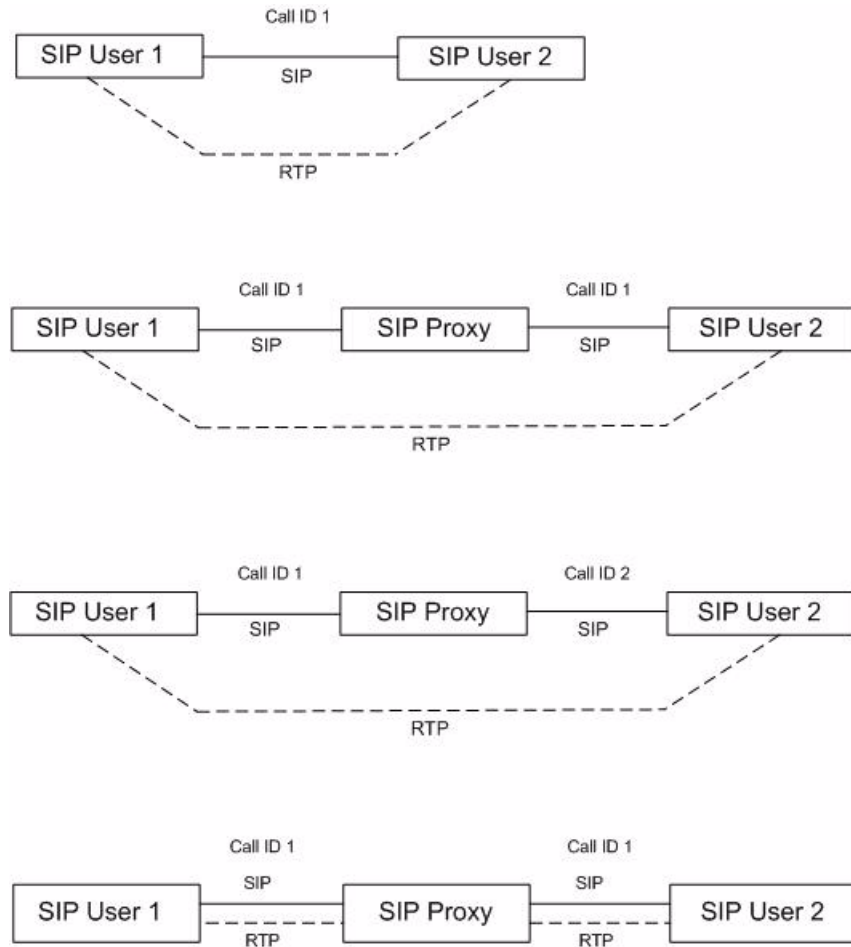 Call ID 1
SIP User 1
SIP User 2
SIP
RTP
Call ID 1
Call ID 1
SIP User 1
SIP Proxy
SIP User 2
SIP
SIP
RTP
Call ID 1
Call ID 2
SIP User 1
SIP Proxy
SIP User 2
SIP
SIP
RTP
Call ID 1
Call ID 1
SIP
SIP
SIP User 1
SIP Proxy
SIP User 2
RTP
RTP